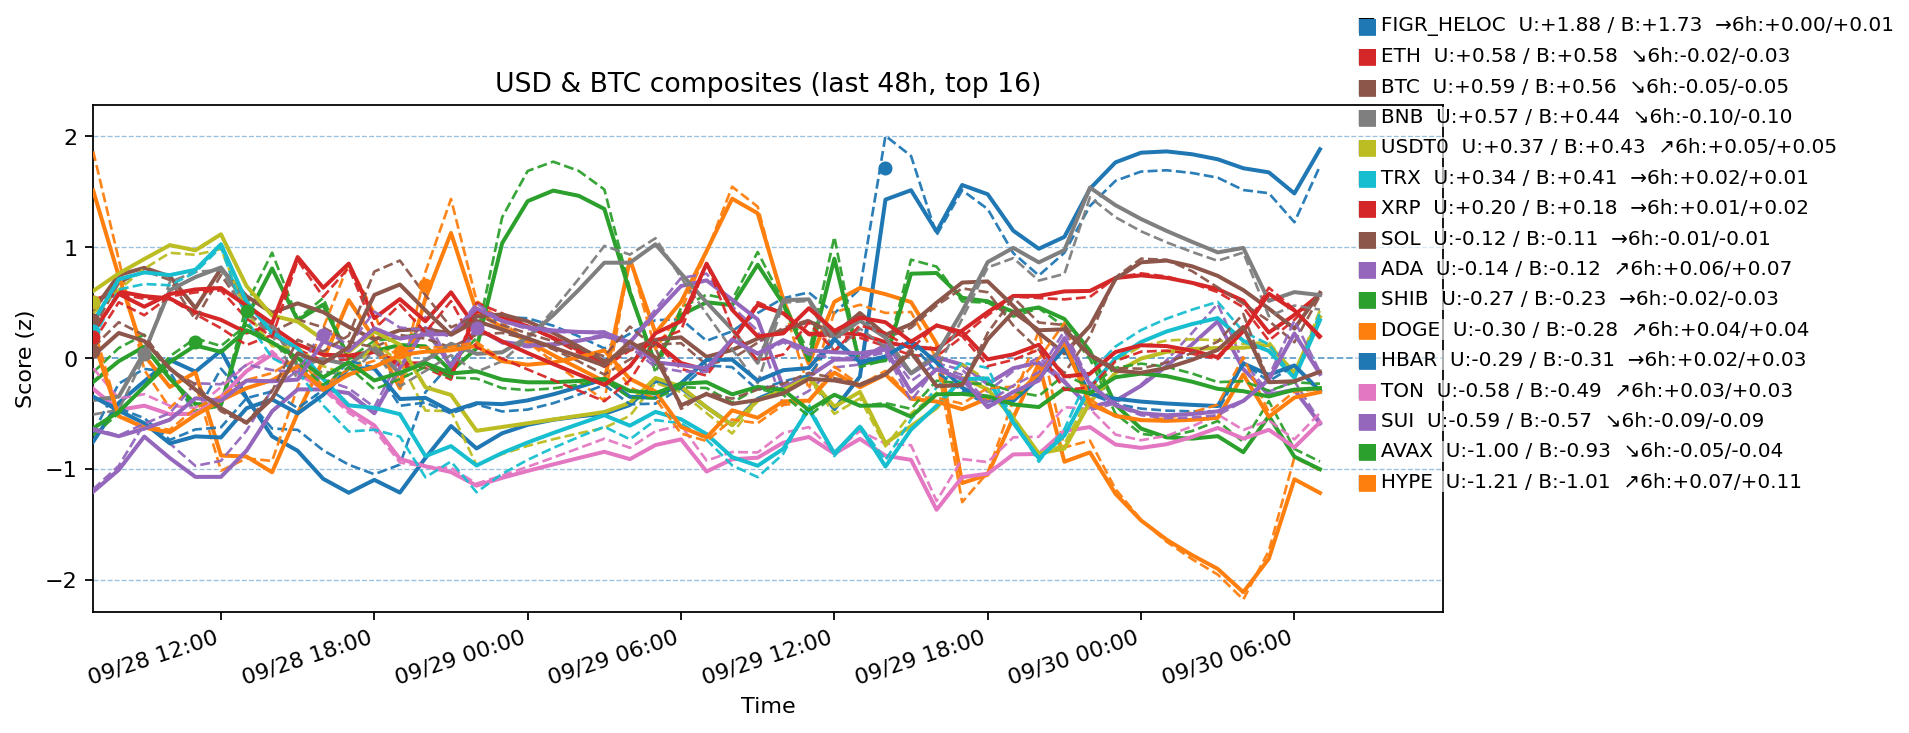 FIGR_HELOC  U:+1.88 / B:+1.73  →6h:+0.00/+0.01
ETH  U:+0.58 / B:+0.58  ↘6h:-0.02/-0.03
USD & BTC composites (last 48h, top 16)
BTC  U:+0.59 / B:+0.56  ↘6h:-0.05/-0.05
BNB  U:+0.57 / B:+0.44  ↘6h:-0.10/-0.10
USDT0  U:+0.37 / B:+0.43  ↗6h:+0.05/+0.05
TRX  U:+0.34 / B:+0.41  →6h:+0.02/+0.01
XRP  U:+0.20 / B:+0.18  →6h:+0.01/+0.02
SOL  U:-0.12 / B:-0.11  →6h:-0.01/-0.01
ADA  U:-0.14 / B:-0.12  ↗6h:+0.06/+0.07
SHIB  U:-0.27 / B:-0.23  →6h:-0.02/-0.03
DOGE  U:-0.30 / B:-0.28  ↗6h:+0.04/+0.04
HBAR  U:-0.29 / B:-0.31  →6h:+0.02/+0.03
TON  U:-0.58 / B:-0.49  ↗6h:+0.03/+0.03
SUI  U:-0.59 / B:-0.57  ↘6h:-0.09/-0.09
AVAX  U:-1.00 / B:-0.93  ↘6h:-0.05/-0.04
HYPE  U:-1.21 / B:-1.01  ↗6h:+0.07/+0.11
Score (z)
2
1
0
−1
−2
09/28 12:00
09/28 18:00
09/29 00:00
09/29 06:00
09/29 12:00
09/29 18:00
09/30 00:00
09/30 06:00
Time